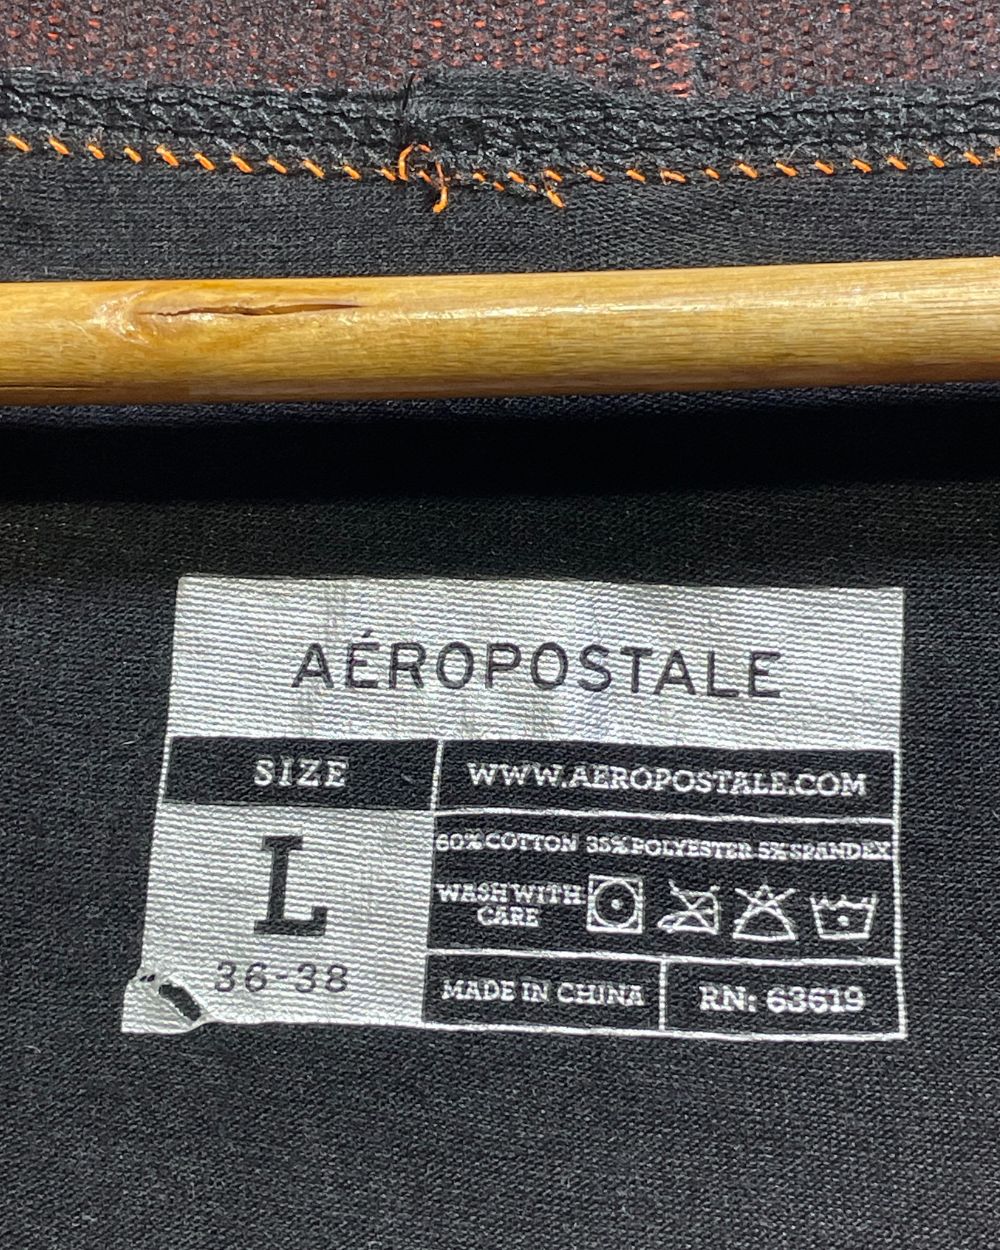 AÉROPOSTALE
SIZE
WWW.AEROPOSTALE.COM
L
36-38
60% COTTON 35% POLYESTER 5% SPANDEX
WASH WITH
CARE
MADE IN CHINA
RN: 63619